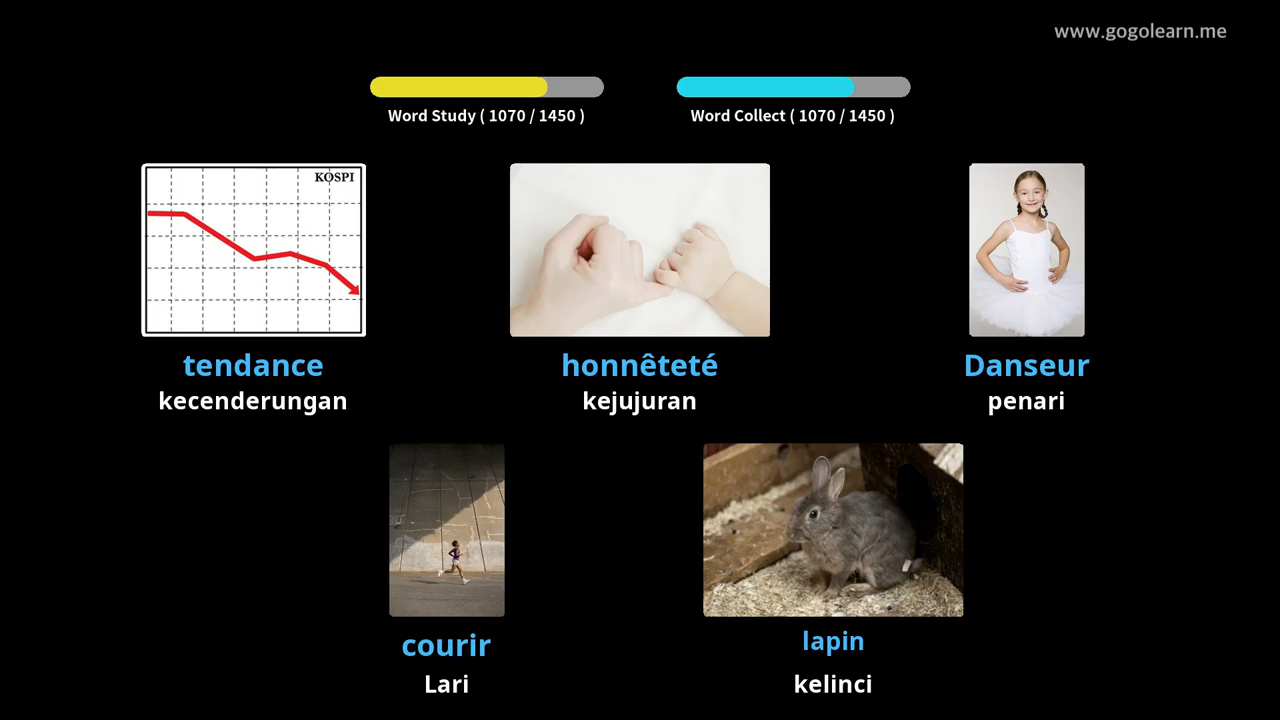 www.gogolearn.me
Word Study ( 1070 / 1450 )
Word Collect ( 1070 / 1450 )
KOSPI
tendance
kecenderungan
honnêteté
kejujuran
Danseur
penari
courir
Lari
lapin
kelinci